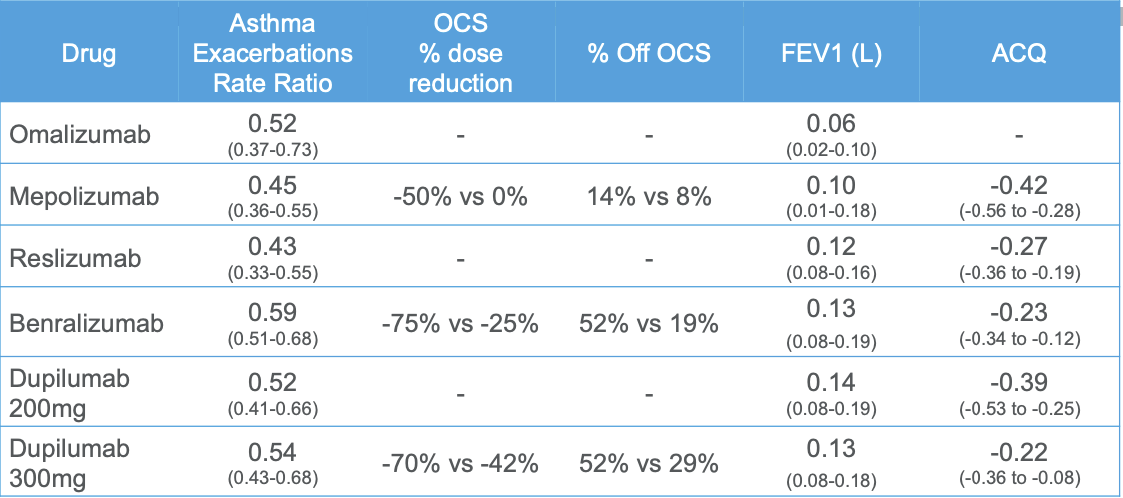 Drug
Asthma
Exacerbations
Rate Ratio
OCS
% dose
reduction
% Off OCS
FEV1 (L)
ACQ
Omalizumab
0.52
(0.37-0.73)
-
-
0.06
(0.02-0.10)
-
Mepolizumab
0.45
(0.36-0.55)
-50% vs 0%
14% vs 8%
0.10
(0.01-0.18)
-0.42
(-0.56 to -0.28)
Reslizumab
0.43
(0.33-0.55)
-
-
0.12
(0.08-0.16)
-0.27
(-0.36 to -0.19)
Benralizumab
0.59
(0.51-0.68)
-75% vs -25%
52% vs 19%
0.13
(0.08-0.19)
-0.23
(-0.34 to -0.12)
Dupilumab
200mg
0.52
(0.41-0.66)
-
-
0.14
(0.08-0.19)
-0.39
(-0.53 to -0.25)
Dupilumab
300mg
0.54
(0.43-0.68)
-70% vs -42%
52% vs 29%
0.13
(0.08-0.18)
-0.22
(-0.36 to -0.08)